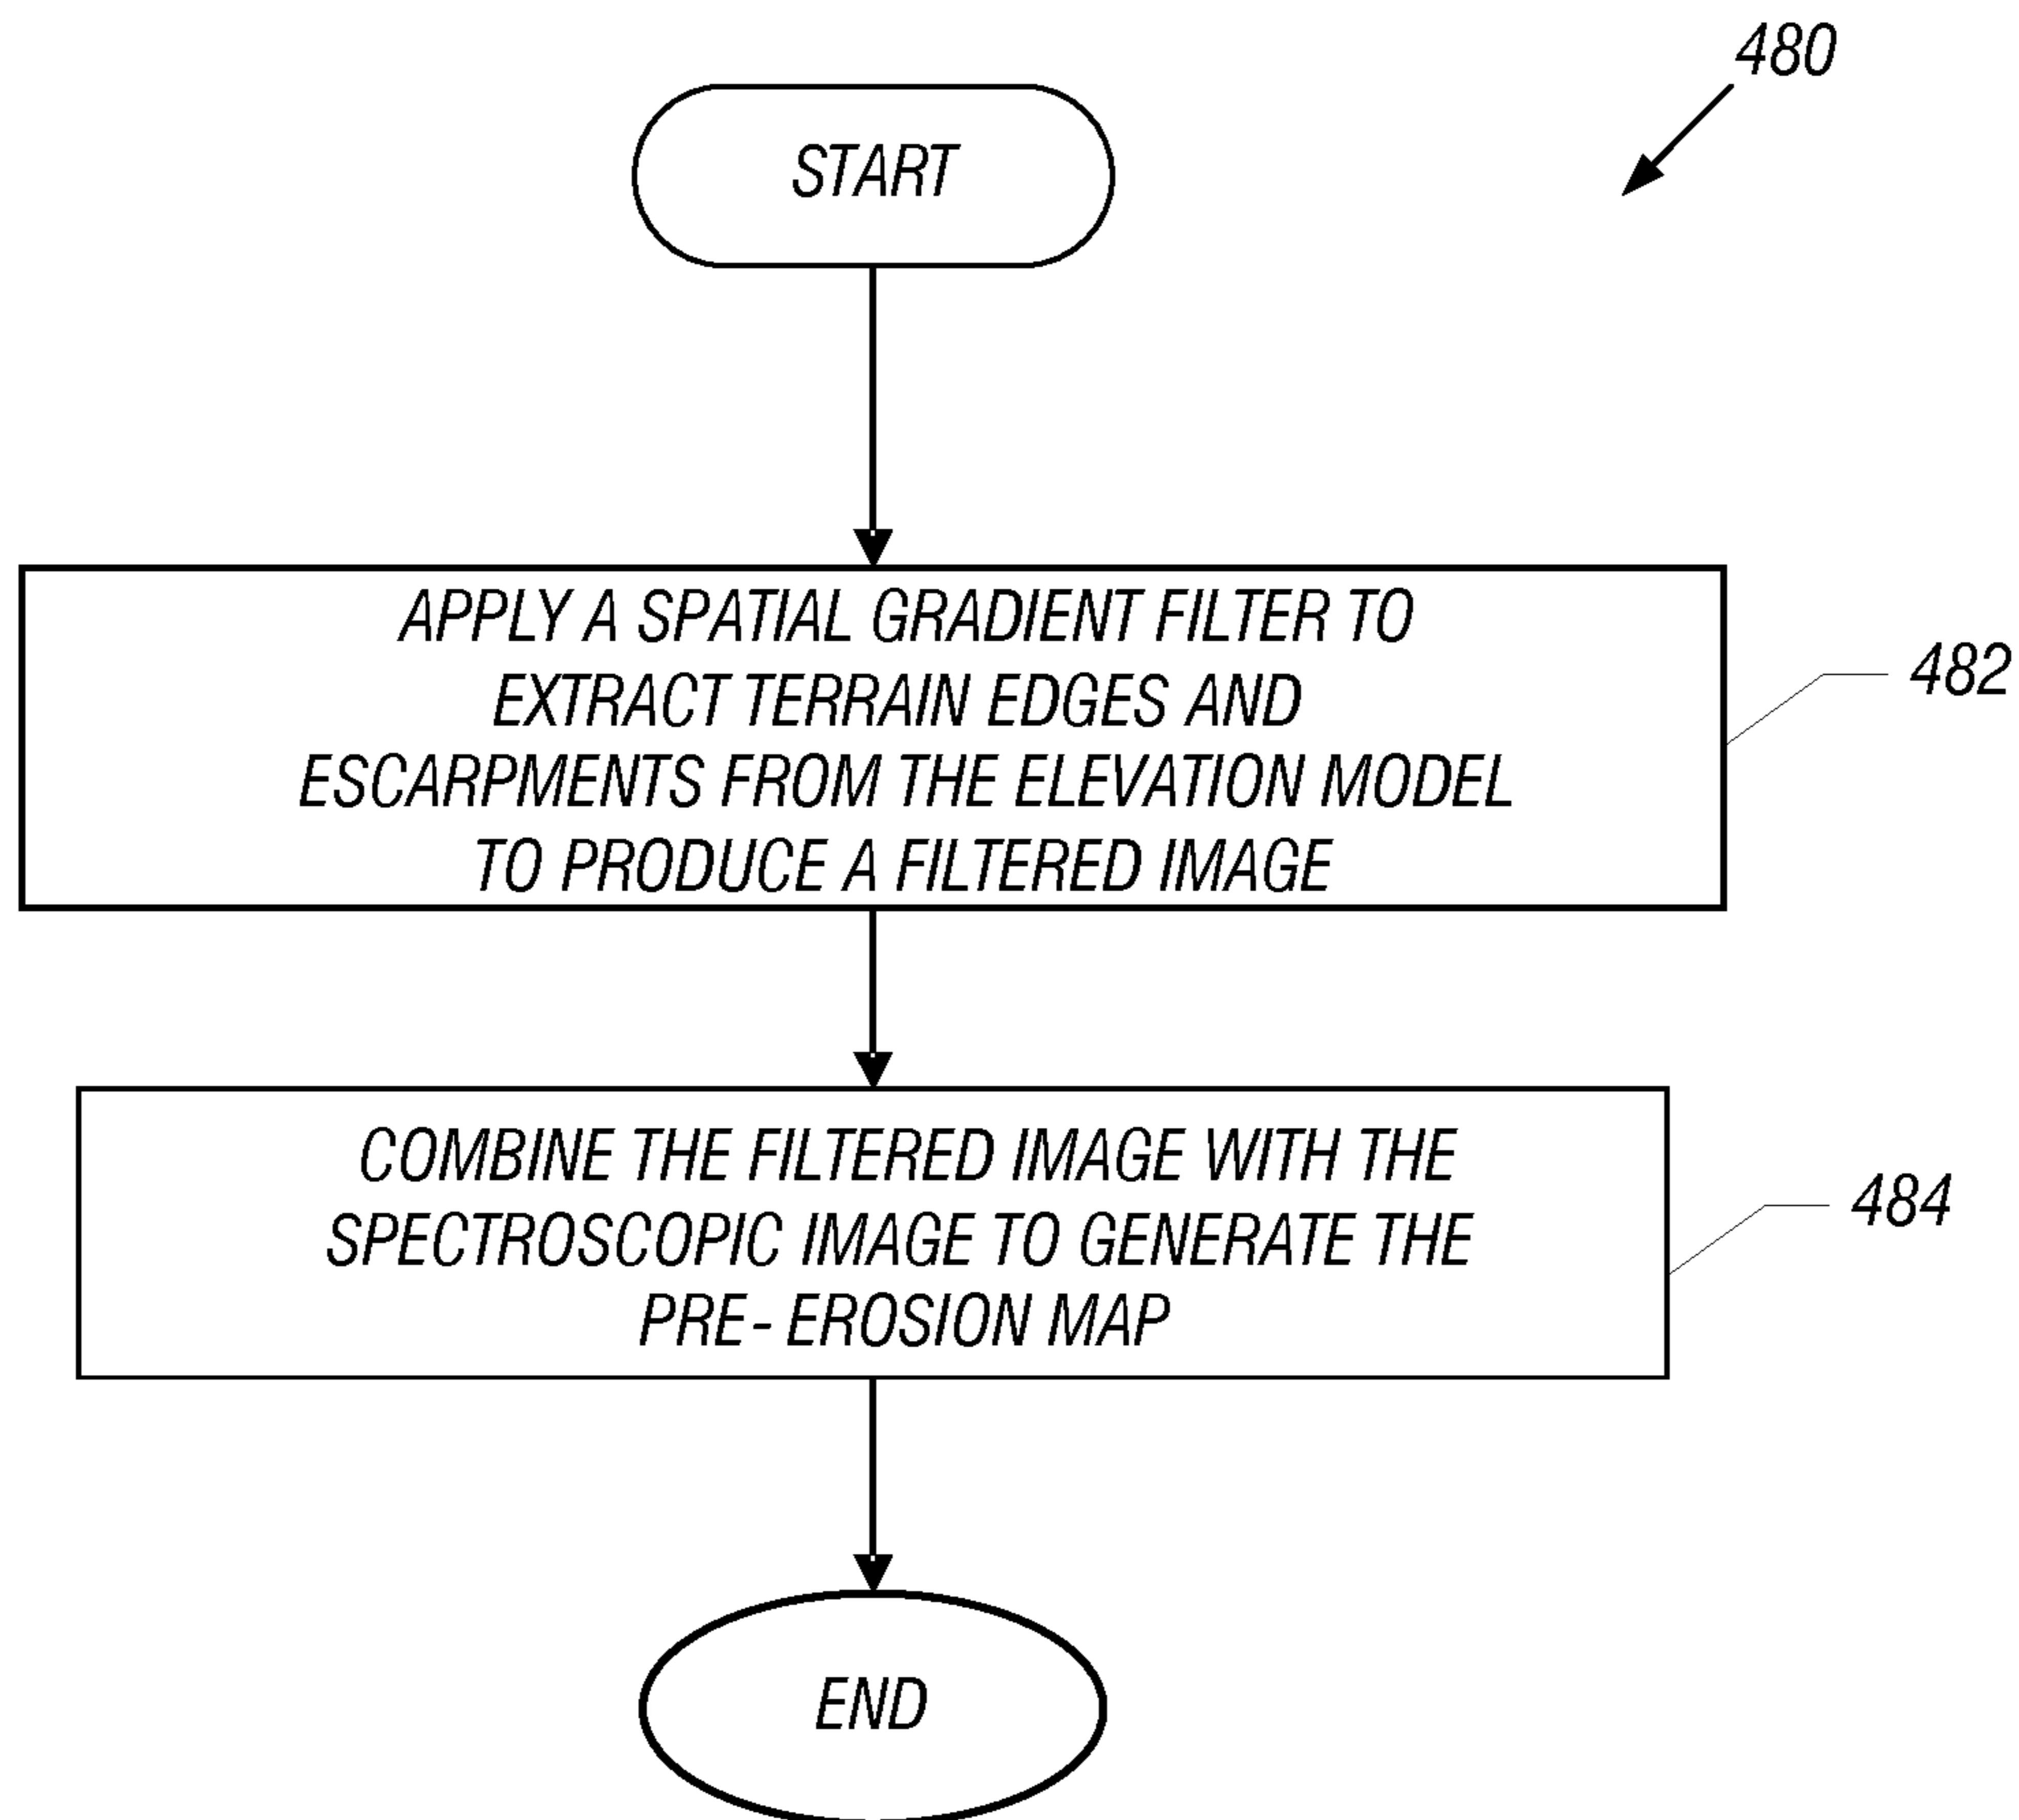 480
START
APPLY A SPATIAL GRADIENT FILTER TO
EXTRACT TERRAIN EDGES AND
ESCARPMENTS FROM THE ELEVATION MODEL
TO PRODUCE A FILTERED IMAGE
482
COMBINE THE FILTERED IMAGE WITH THE
SPECTROSCOPIC IMAGE TO GENERATE THE
PRE- EROSION MAP
484
END